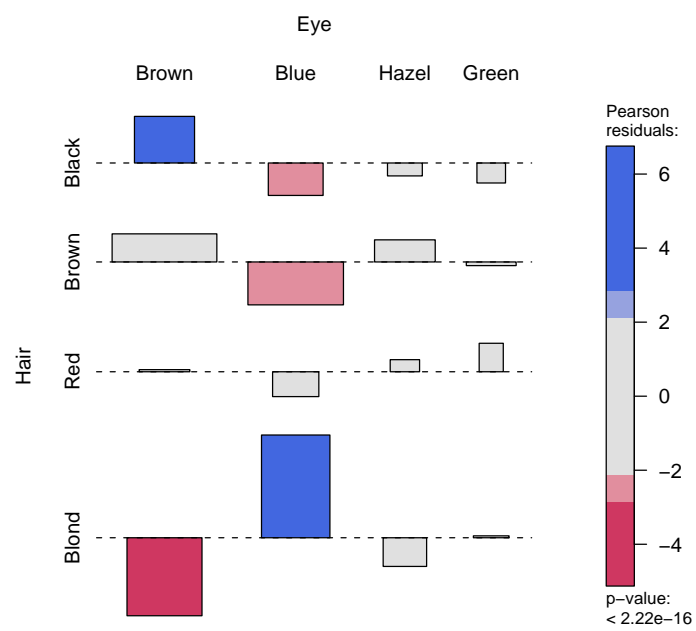 Eye
Brown Blue Hazel Green
Hair
Black
Brown
Red
Blond
Pearson
residuals:
6
4
2
0
−2
−4
p−value:
< 2.22e−16